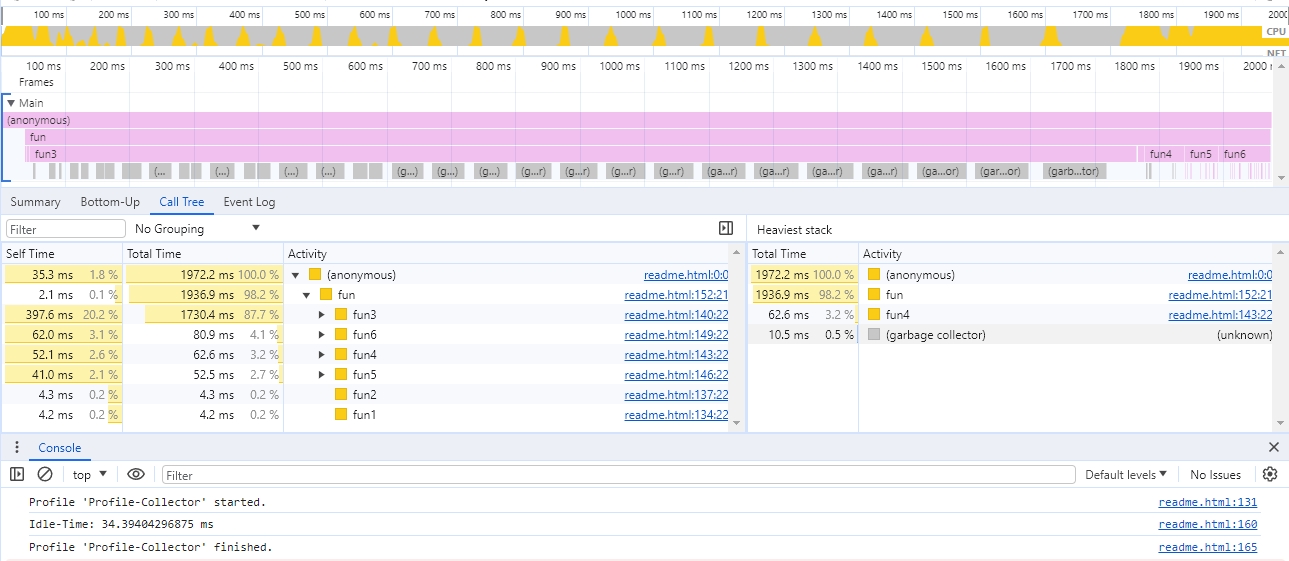 100 ms 200 ms 300 ms 400 ms 500 ms 600 ms 700 ms 800 ms 900 ms 1000 ms 1100 ms 1200 ms 1300 ms 1400 ms 1500 ms 1600 ms 1700 ms 1800 ms 1900 ms 2000
CPU
NET
100 ms 200 ms 300 ms 400 ms 500 ms 600 ms 700 ms 800 ms 900 ms 1000 ms 1100 ms 1200 ms 1300 ms 1400 ms 1500 ms 1600 ms 1700 ms 1800 ms 1900 ms 2000
Frames
▼ Main
(anonymous)
fun
fun3 fun4 fun5 fun6
(... (...) (...) (...) (g...r) (g...r) (g...) (g...r) (g...r) (g...r) (g...r) (ga...r) (ga...r) (ga...r) (ga...r) (ga...or) (gar...or) (garb...tor)
Summary Bottom-Up Call Tree Event Log
Filter No Grouping ▼ Heaviest stack
Self Time Total Time Activity Total Time Activity
35.3 ms 1.8 % 1972.2 ms 100.0 % ▼ (anonymous) readme.html:0:0 1972.2 ms 100.0 % (anonymous) readme.html:0:0
2.1 ms 0.1 % 1936.9 ms 98.2 % ▼ fun readme.html:152:21 1936.9 ms 98.2 % fun readme.html:152:21
397.6 ms 20.2 % 1730.4 ms 87.7 % ▶ fun3 readme.html:140:22 62.6 ms 3.2 % fun4 readme.html:143:22
62.0 ms 3.1 % 80.9 ms 4.1 % ▶ fun6 readme.html:149:22 10.5 ms 0.5 % (garbage collector) (unknown)
52.1 ms 2.6 % 62.6 ms 3.2 % ▶ fun4 readme.html:143:22
41.0 ms 2.1 % 52.5 ms 2.7 % ▶ fun5 readme.html:146:22
4.3 ms 0.2 % 4.3 ms 0.2 % fun2 readme.html:137:22
4.2 ms 0.2 % 4.2 ms 0.2 % fun1 readme.html:134:22
Console
top ▼ Filter Default levels ▼ No Issues
Profile 'Profile-Collector' started. readme.html:131
Idle-Time: 34.39404296875 ms readme.html:160
Profile 'Profile-Collector' finished. readme.html:165